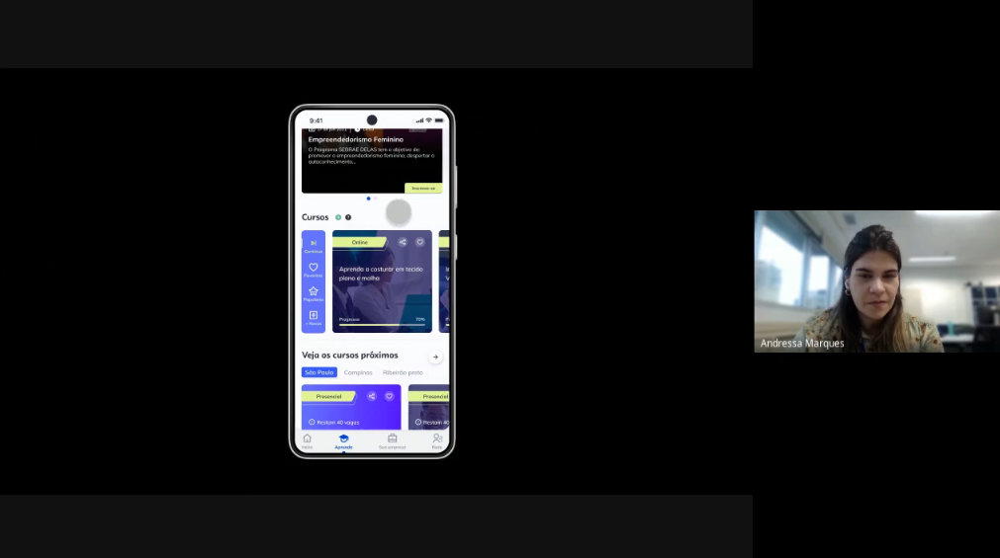 9:41
Empreendedorismo Feminino
O Programa SEBRAE DELAS tem o objetivo de
promover o empreendedorismo feminino; despertar o
autoconhecimento...
Inscreva-se
Cursos
Continue
Favoritos
Populares
Online
Aprenda a costurar em tecido
plano e malha
Progresso 70%
Veja os cursos próximos
São Paulo Campinas Ribeirão preto
Presencial
Presencial
Restam 40 vagas
Restam 40
Início Aprenda Sua empresa
Andressa Marques